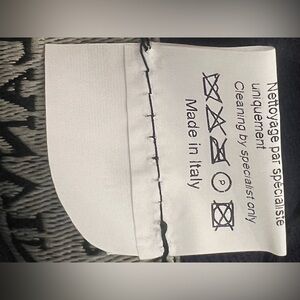 Nettoyage par spécialiste
uniquement
Cleaning by specialist only
P
Made in Italy